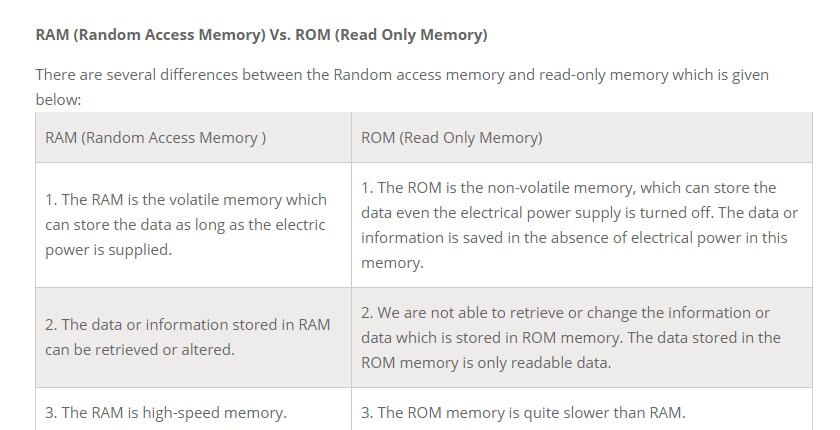 RAM (Random Access Memory) Vs. ROM (Read Only Memory)
There are several differences between the Random access memory and read-only memory which is given
below:
RAM (Random Access Memory )
ROM (Read Only Memory)
1. The RAM is the volatile memory which
can store the data as long as the electric
power is supplied.
1. The ROM is the non-volatile memory, which can store the
data even the electrical power supply is turned off. The data or
information is saved in the absence of electrical power in this
memory.
2. The data or information stored in RAM
can be retrieved or altered.
2. We are not able to retrieve or change the information or
data which is stored in ROM memory. The data stored in the
ROM memory is only readable data.
3. The RAM is high-speed memory.
3. The ROM memory is quite slower than RAM.